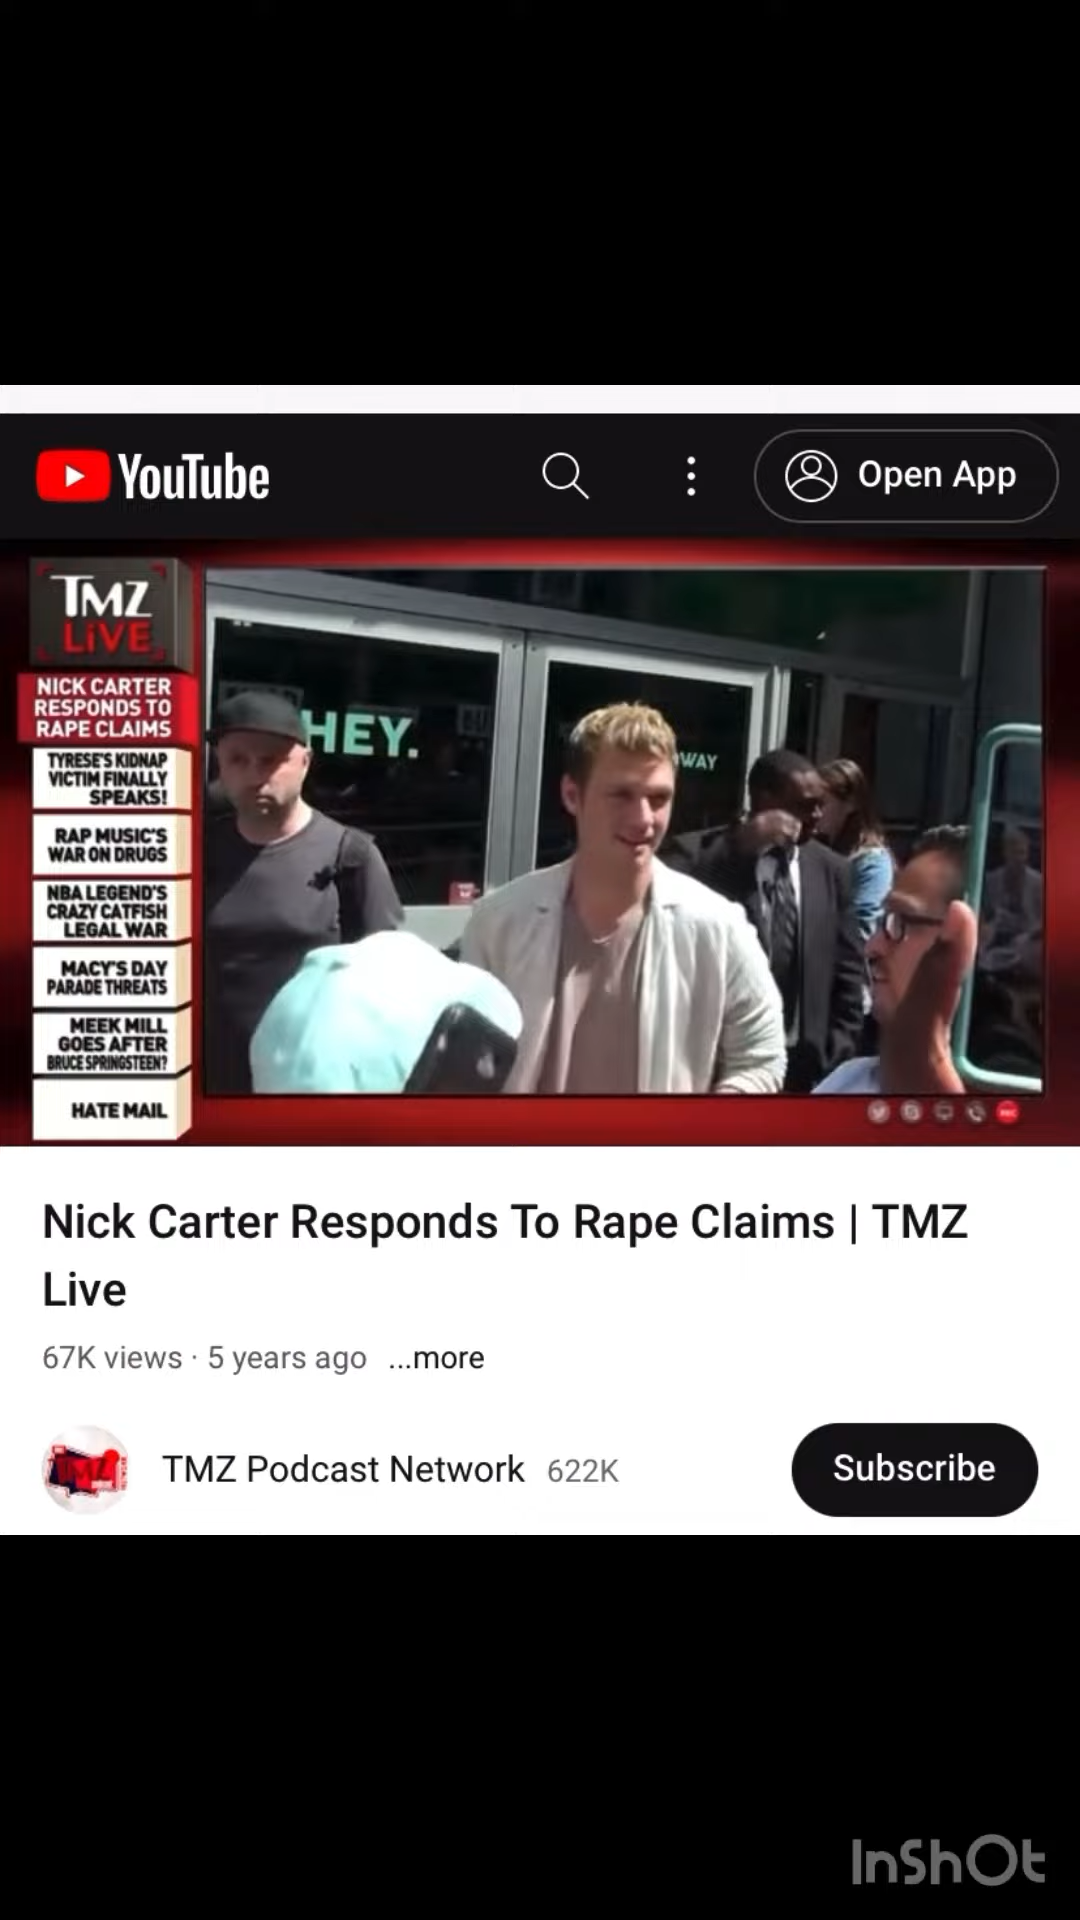 YouTube
Open App
TMZ
LiVE
NICK CARTER
RESPONDS TO
RAPE CLAIMS
TYRESE'S KIDNAP
VICTIM FINALLY
SPEAKS!
RAP MUSIC'S
WAR ON DRUGS
NBA LEGEND'S
CRAZY CATFISH
LEGAL WAR
MACY'S DAY
PARADE THREATS
MEEK MILL
GOES AFTER
BRUCE SPRINGSTEEN?
HATE MAIL
HEY.
WAY
Nick Carter Responds To Rape Claims | TMZ
Live
67K views · 5 years ago ...more
TMZ Podcast Network 622K
Subscribe
InShOt